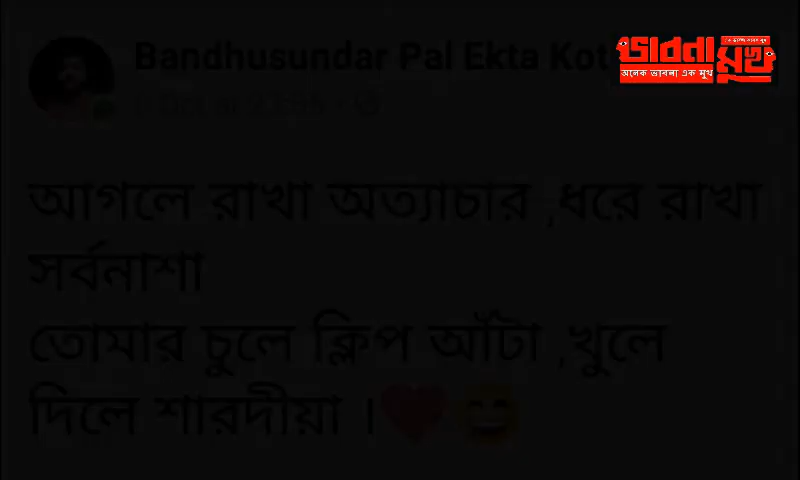 Bandhusundar Pal Ekta Kot
ভাবনা
মুখ
অনেক ভাবনা এক মুখ
আগলে রাখা অত্যাচার ,ধরে রাখা
সর্বনাশা
তোমার চুলে ক্লিপ আঁটা ,খুলে
দিলে শারদীয়া ।❤️😄